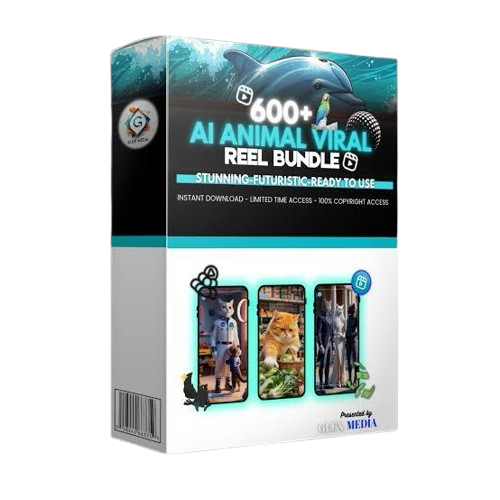 600+
AI ANIMAL VIRAL
REEL BUNDLE
STUNNING-FUTURISTIC-READY TO USE
INSTANT DOWNLOAD - LIMITED TIME ACCESS - 100% COPYRIGHT ACCESS
G
Presented by
GLUX MEDIA